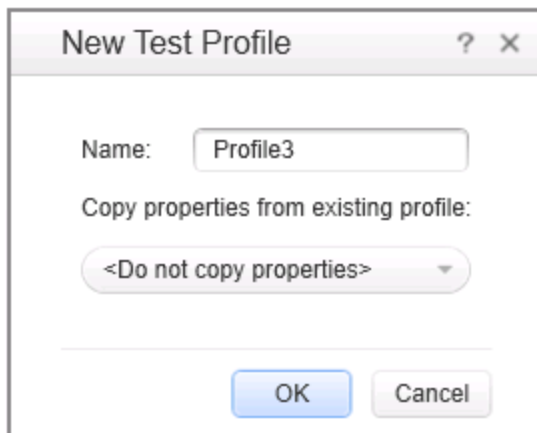 New Test Profile ? ×
Name: Profile3
Copy properties from existing profile:
<Do not copy properties>
OK Cancel